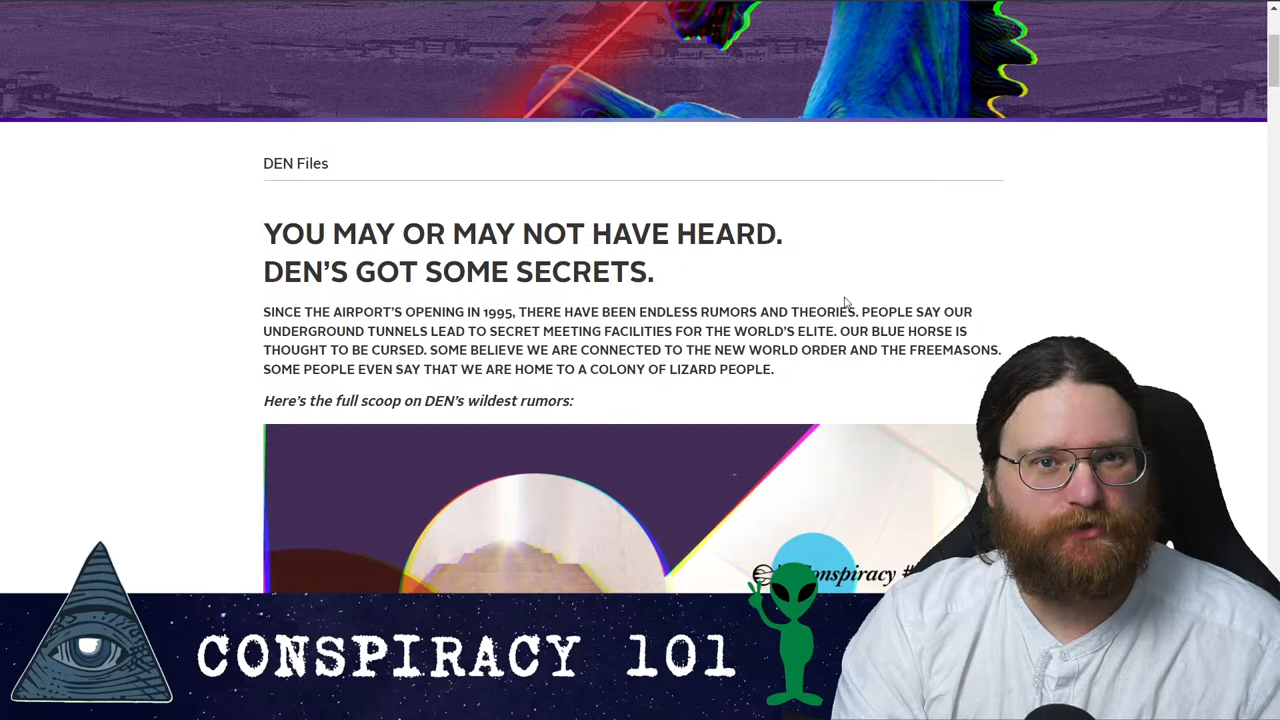 DEN Files
YOU MAY OR MAY NOT HAVE HEARD.
DEN'S GOT SOME SECRETS.
SINCE THE AIRPORT'S OPENING IN 1995, THERE HAVE BEEN ENDLESS RUMORS AND THEORIES. PEOPLE SAY OUR
UNDERGROUND TUNNELS LEAD TO SECRET MEETING FACILITIES FOR THE WORLD'S ELITE. OUR BLUE HORSE IS
THOUGHT TO BE CURSED. SOME BELIEVE WE ARE CONNECTED TO THE NEW WORLD ORDER AND THE FREEMASONS.
SOME PEOPLE EVEN SAY THAT WE ARE HOME TO A COLONY OF LIZARD PEOPLE.
Here's the full scoop on DEN's wildest rumors:
Conspiracy #
CONSPIRACY 101